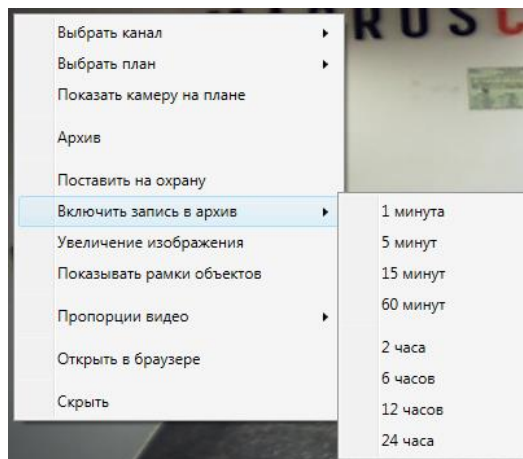 RUSC
Выбрать канал
Выбрать план
Показать камеру на плане
Архив
Поставить на охрану
Включить запись в архив
Увеличение изображения
Показывать рамки объектов
Пропорции видео
Открыть в браузере
Скрыть
1 минута
5 минут
15 минут
60 минут
2 часа
6 часов
12 часов
24 часа